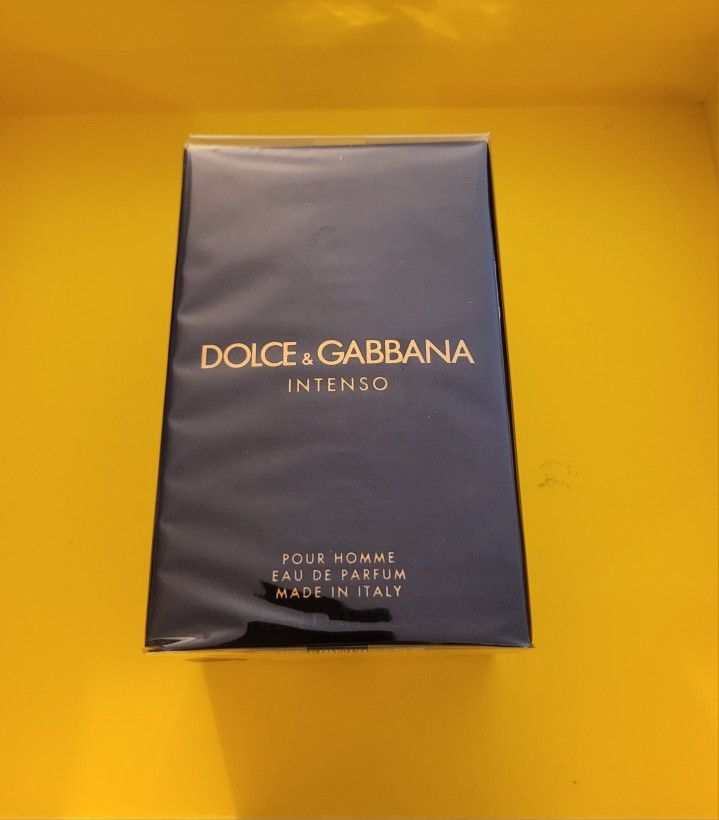 DOLCE & GABBANA
INTENSO
POUR HOMME
EAU DE PARFUM
MADE IN ITALY